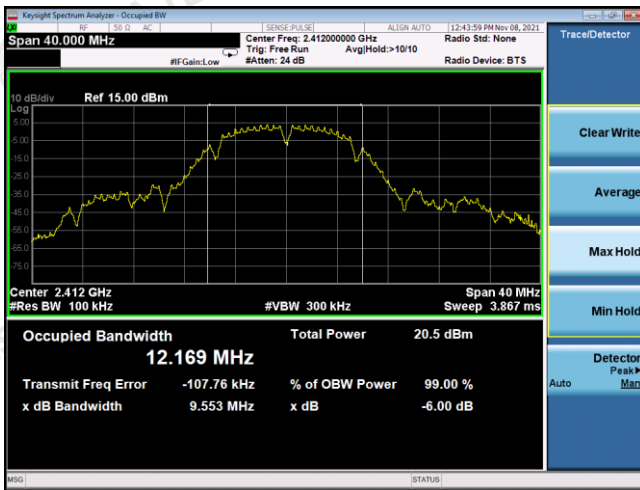 Keysight Spectrum Analyzer - Occupied BW
RF 50 Ω AC SENSE:PULSE ALIGN AUTO 12:43:59 PM Nov 08, 2021
Span 40.000 MHz Center Freq: 2.412000000 GHz Radio Std: None Trace/Detector
Trig: Free Run Avg|Hold:>10/10
#IFGain:Low #Atten: 24 dB Radio Device: BTS
10 dB/div Ref 15.00 dBm
Log
5.00
-5.00
-15.0
-25.0
-35.0
-45.0
-55.0
-65.0
-75.0
Clear Write
Average
Max Hold
Min Hold
Center 2.412 GHz Span 40 MHz
#Res BW 100 kHz #VBW 300 kHz Sweep 3.867 ms
Occupied Bandwidth Total Power 20.5 dBm
12.169 MHz
Transmit Freq Error -107.76 kHz % of OBW Power 99.00 %
x dB Bandwidth 9.553 MHz x dB -6.00 dB
Detector
Peak▶
Auto Man
MSG STATUS